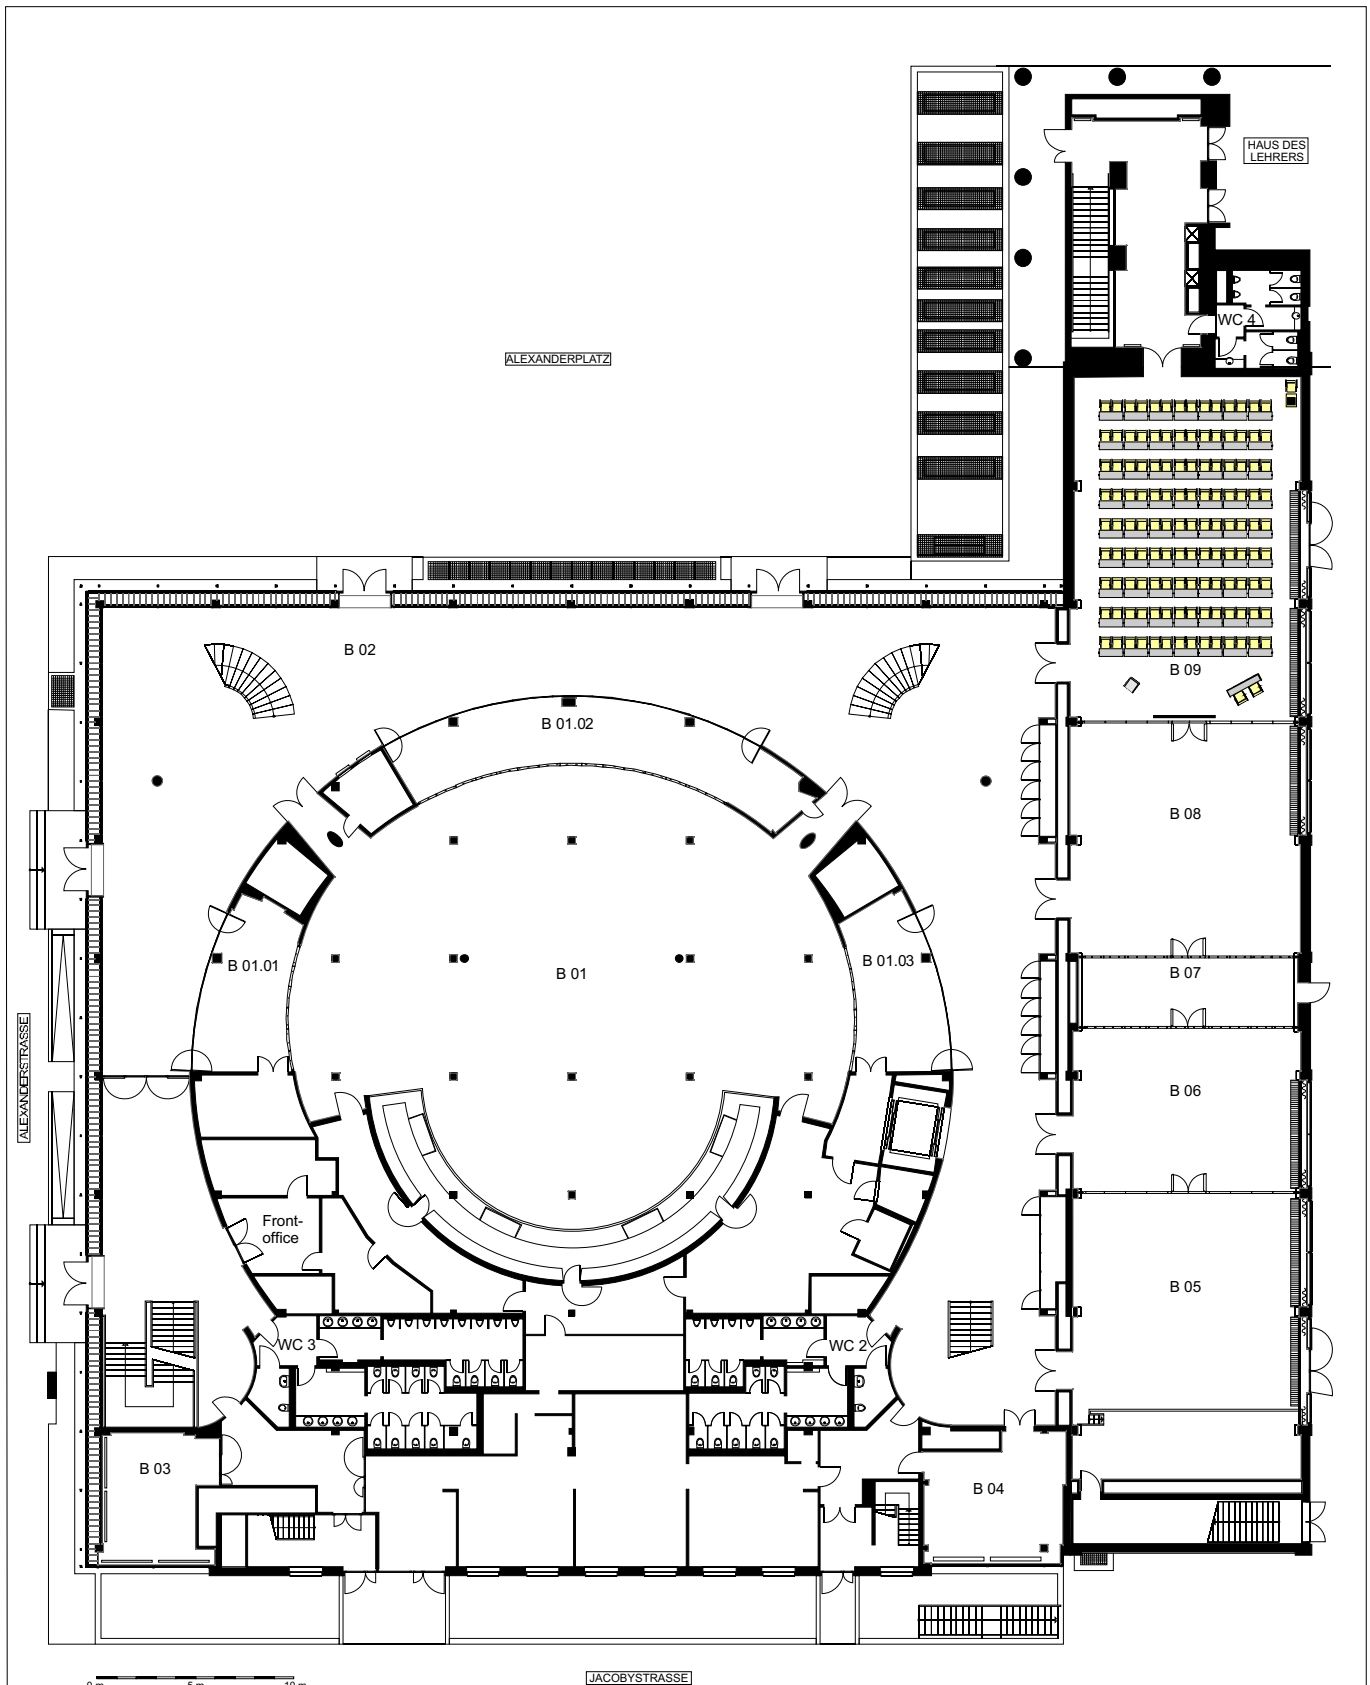 HAUS DES
LEHRERS
WC 4
ALEXANDERPLATZ
B 02
B 09
B 01.02
B 08
B 01.01
B 01
B 01.03
B 07
ALEXANDERSTRASSE
B 06
Front-
office
B 05
WC 3
WC 2
B 03
B 04
0 m 5 m 10 m
JACOBYSTRASSE